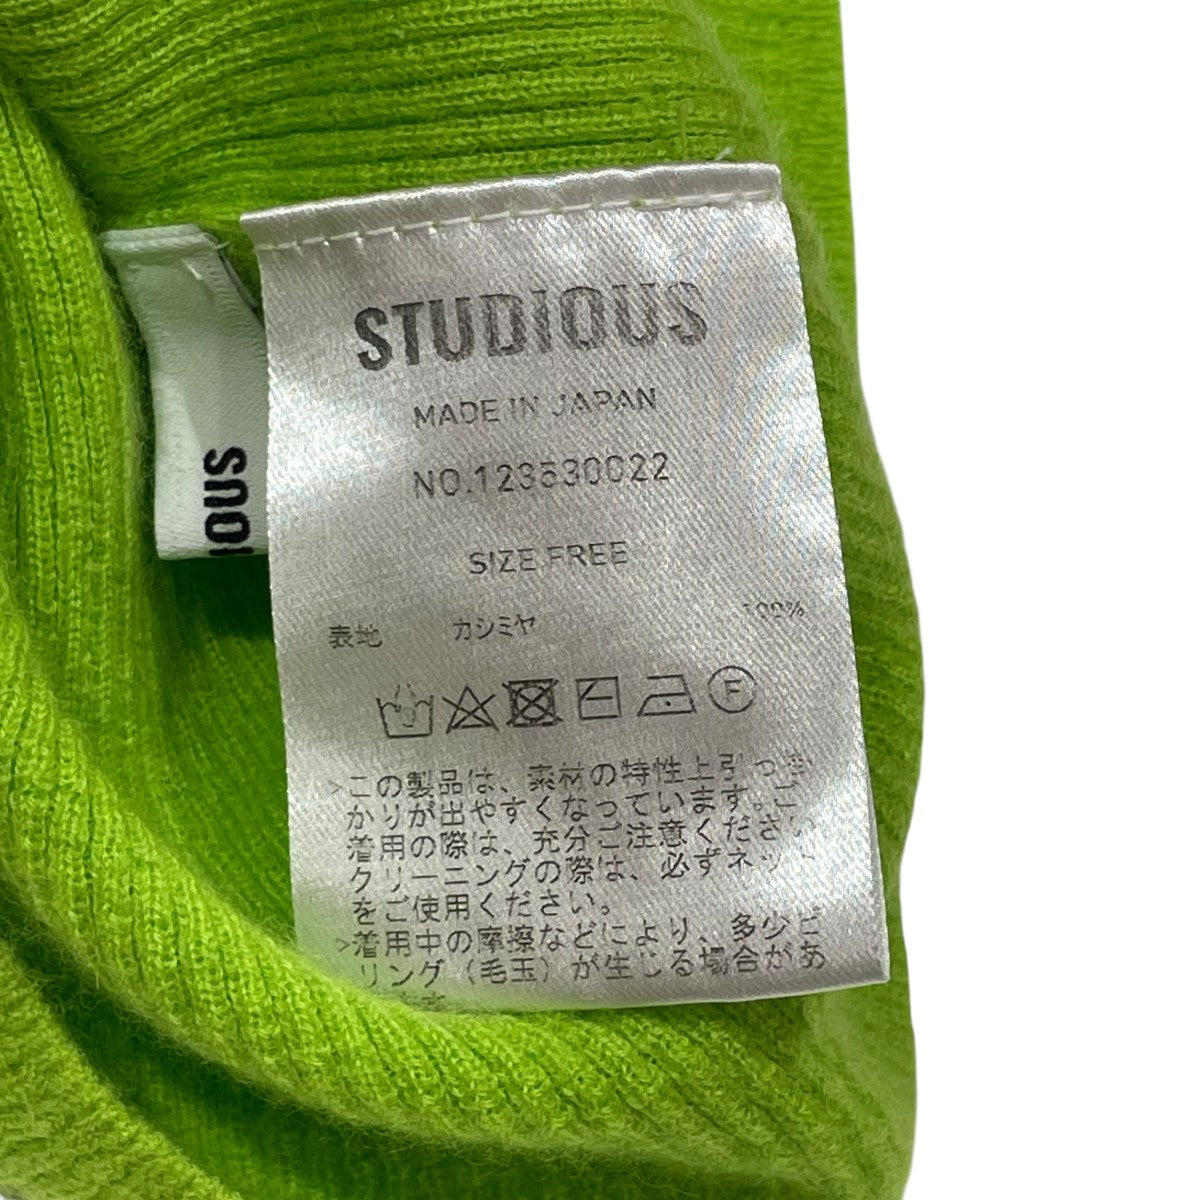 STUDIOUS
MADE IN JAPAN
NO.123530022
SIZE FREE
表地 カシミヤ 100%
F
>この製品は、素材の特性上引っか
かりが出やすくなっています。ご
着用の際は、充分ご注意ください
クリーニングの際は、必ずネット
をご使用ください。
>着用中の摩擦などにより、多少ピ
リング(毛玉)が生じる場合があ
IOUS